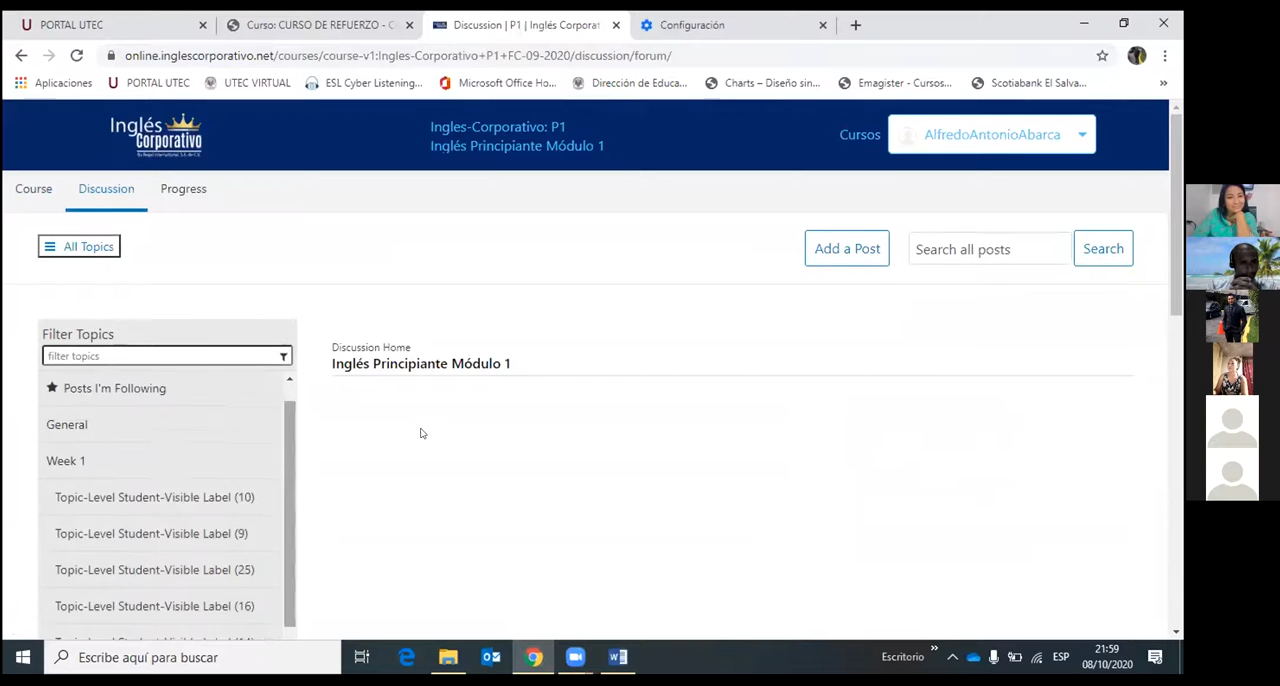 PORTAL UTEC
Curso: CURSO DE REFUERZO - C
Discussion | P1 | Inglés Corporat
Configuración
online.inglescorporativo.net/courses/course-v1:Ingles-Corporativo+P1+FC-09-2020/discussion/forum/
Aplicaciones
PORTAL UTEC
UTEC VIRTUAL
ESL Cyber Listening...
Microsoft Office Ho...
Dirección de Educa...
Charts – Diseño sin...
Emagister - Cursos...
Scotiabank El Salva...
»
Inglés
Corporativo
Ingles-Corporativo: P1
Inglés Principiante Módulo 1
Cursos
AlfredoAntonioAbarca
Course
Discussion
Progress
All Topics
Add a Post
Search all posts
Search
Filter Topics
filter topics
Discussion Home
Inglés Principiante Módulo 1
Posts I'm Following
General
Week 1
Topic-Level Student-Visible Label (10)
Topic-Level Student-Visible Label (9)
Topic-Level Student-Visible Label (25)
Topic-Level Student-Visible Label (16)
Escribe aquí para buscar
Escritorio
»
ESP
21:59
08/10/2020